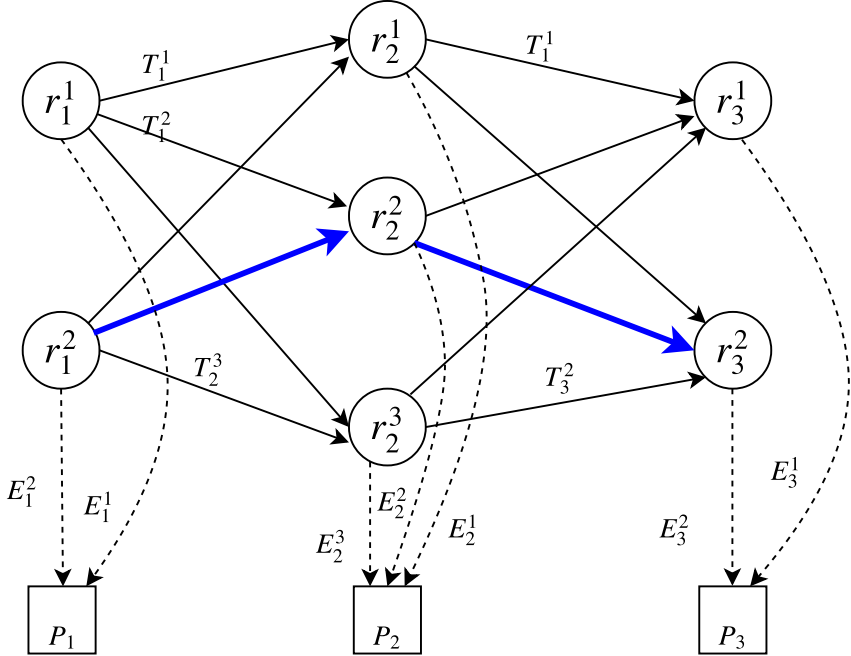 r_2^1
T_1^1
T_1^1
r_1^1
r_3^1
T_1^2
r_2^2
r_1^2
r_3^2
T_2^3
T_3^2
r_2^3
E_3^1
E_1^2
E_1^1
E_2^2
E_2^3
E_2^1
E_3^2
P_1
P_2
P_3